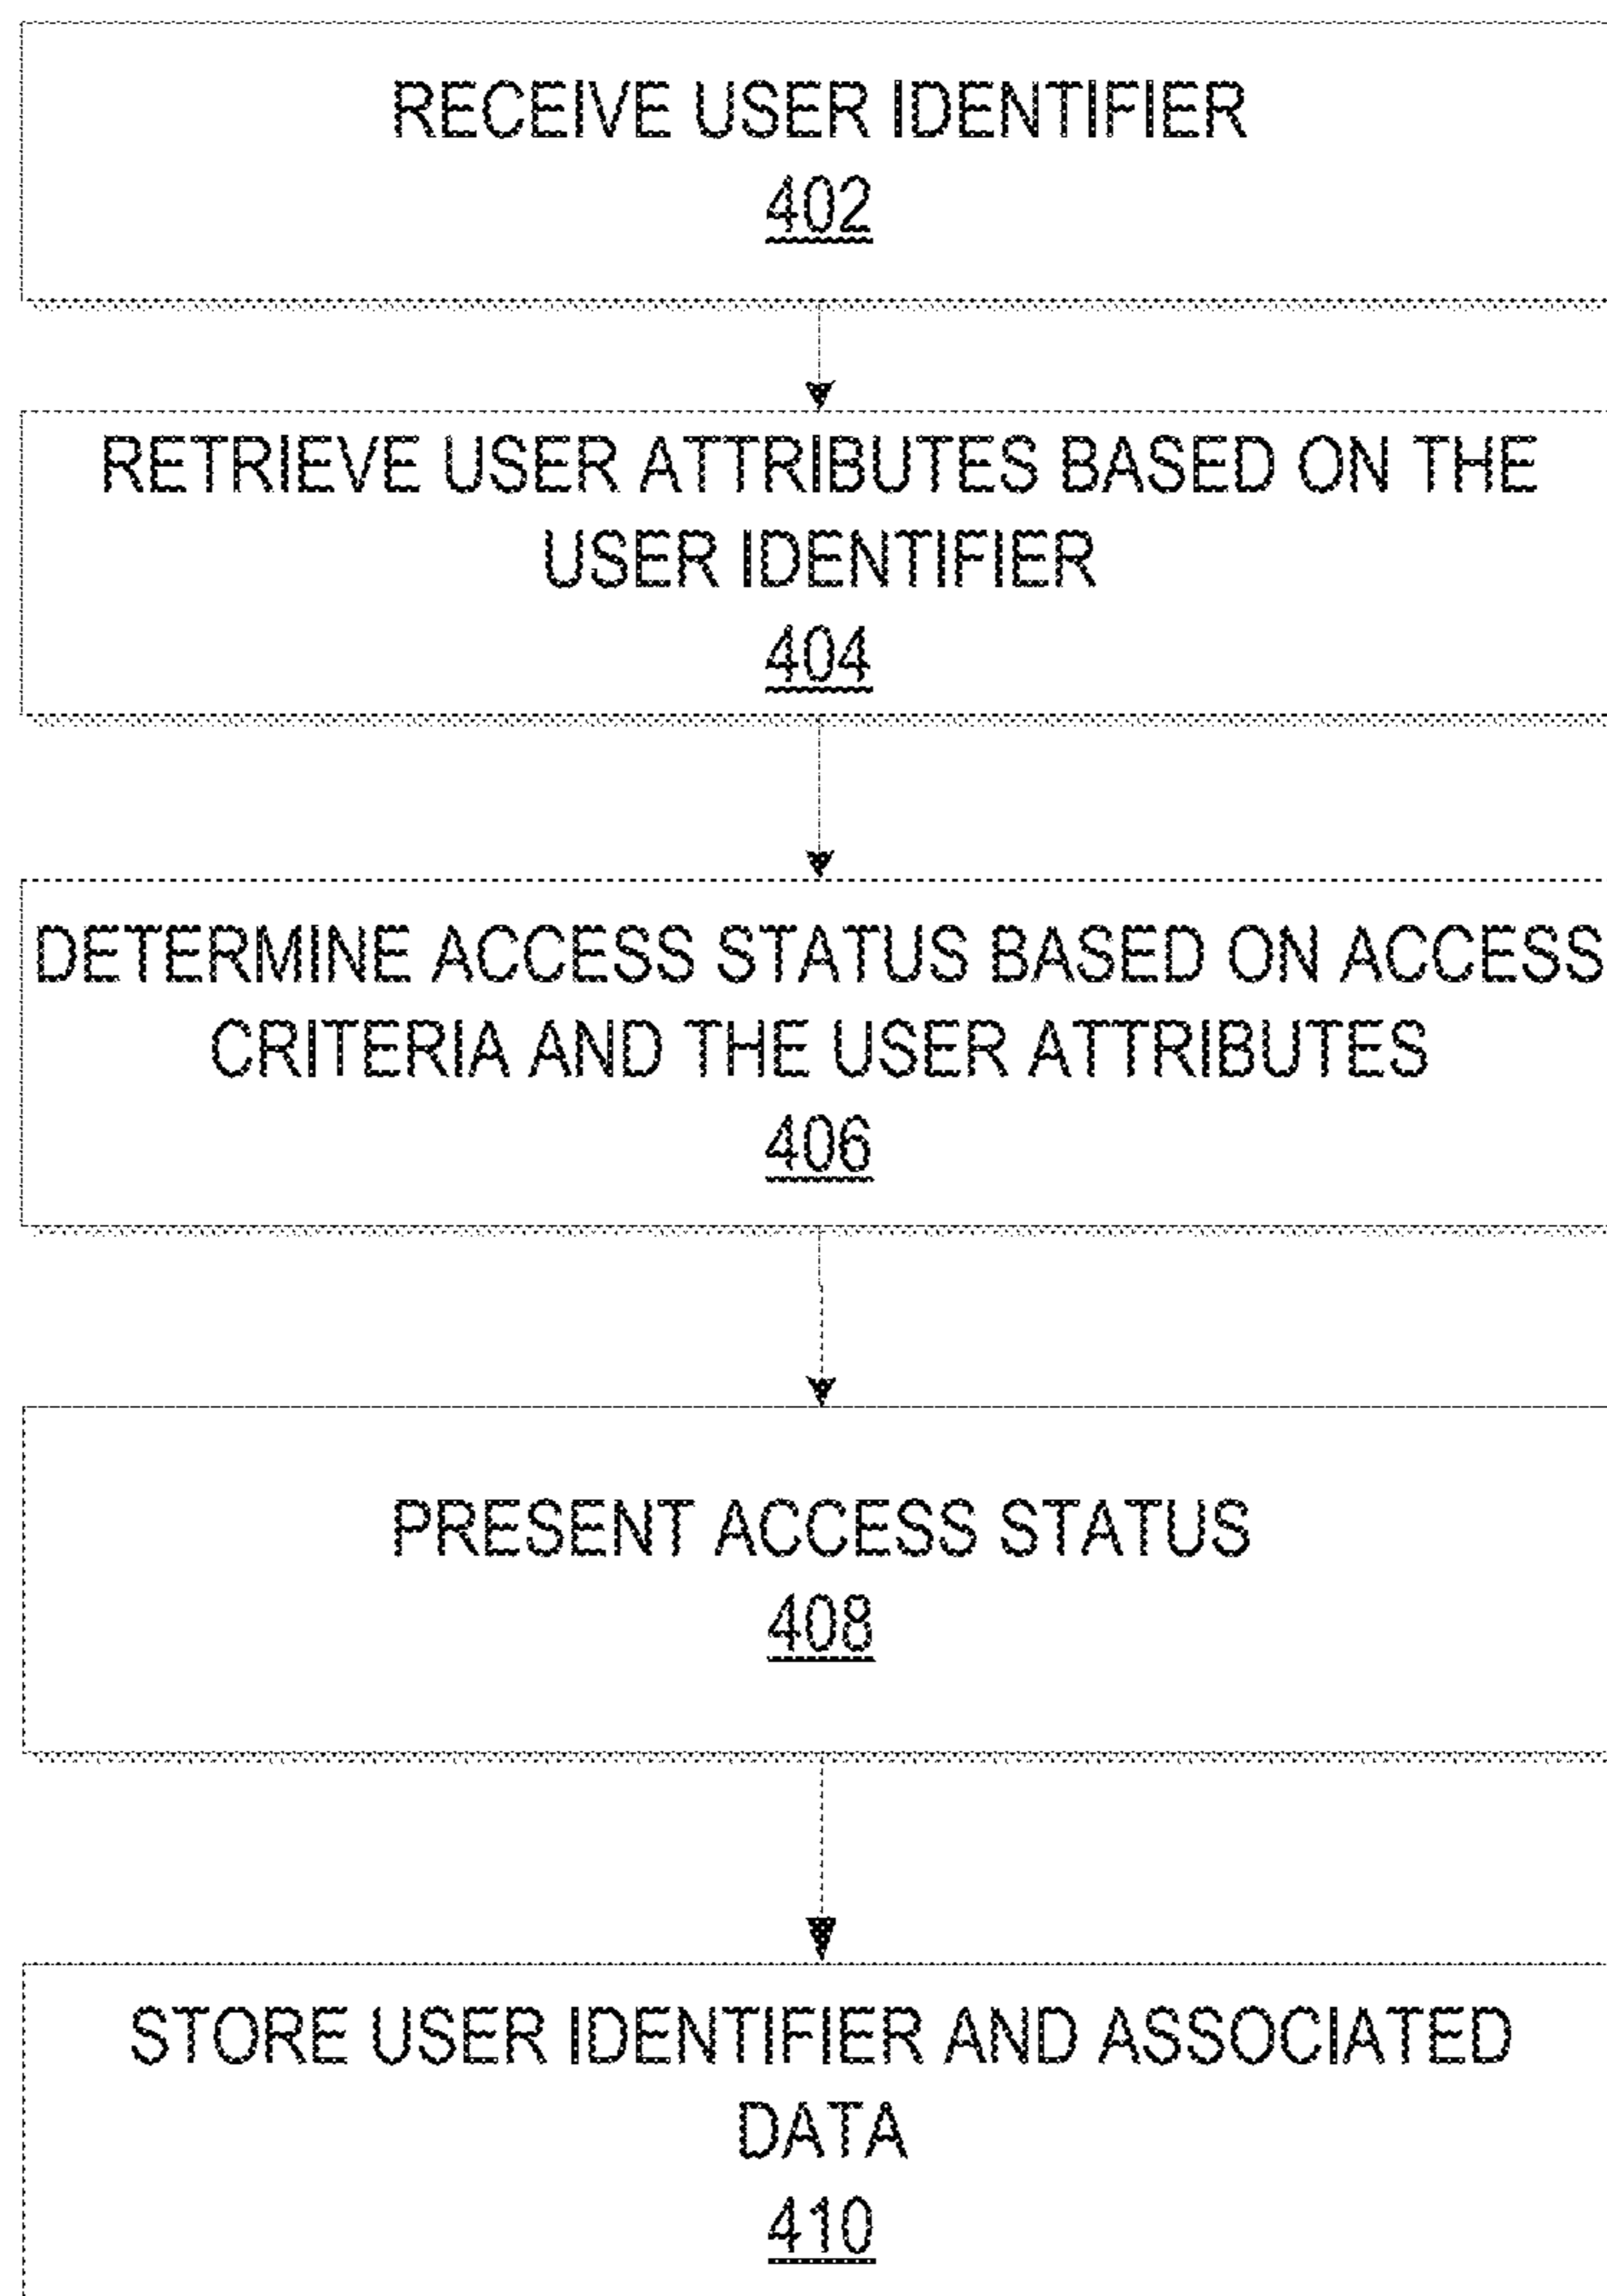 RECEIVE USER IDENTIFIER
402
RETRIEVE USER ATTRIBUTES BASED ON THE
USER IDENTIFIER
404
DETERMINE ACCESS STATUS BASED ON ACCESS
CRITERIA AND THE USER ATTRIBUTES
406
PRESENT ACCESS STATUS
408
STORE USER IDENTIFIER AND ASSOCIATED
DATA
410